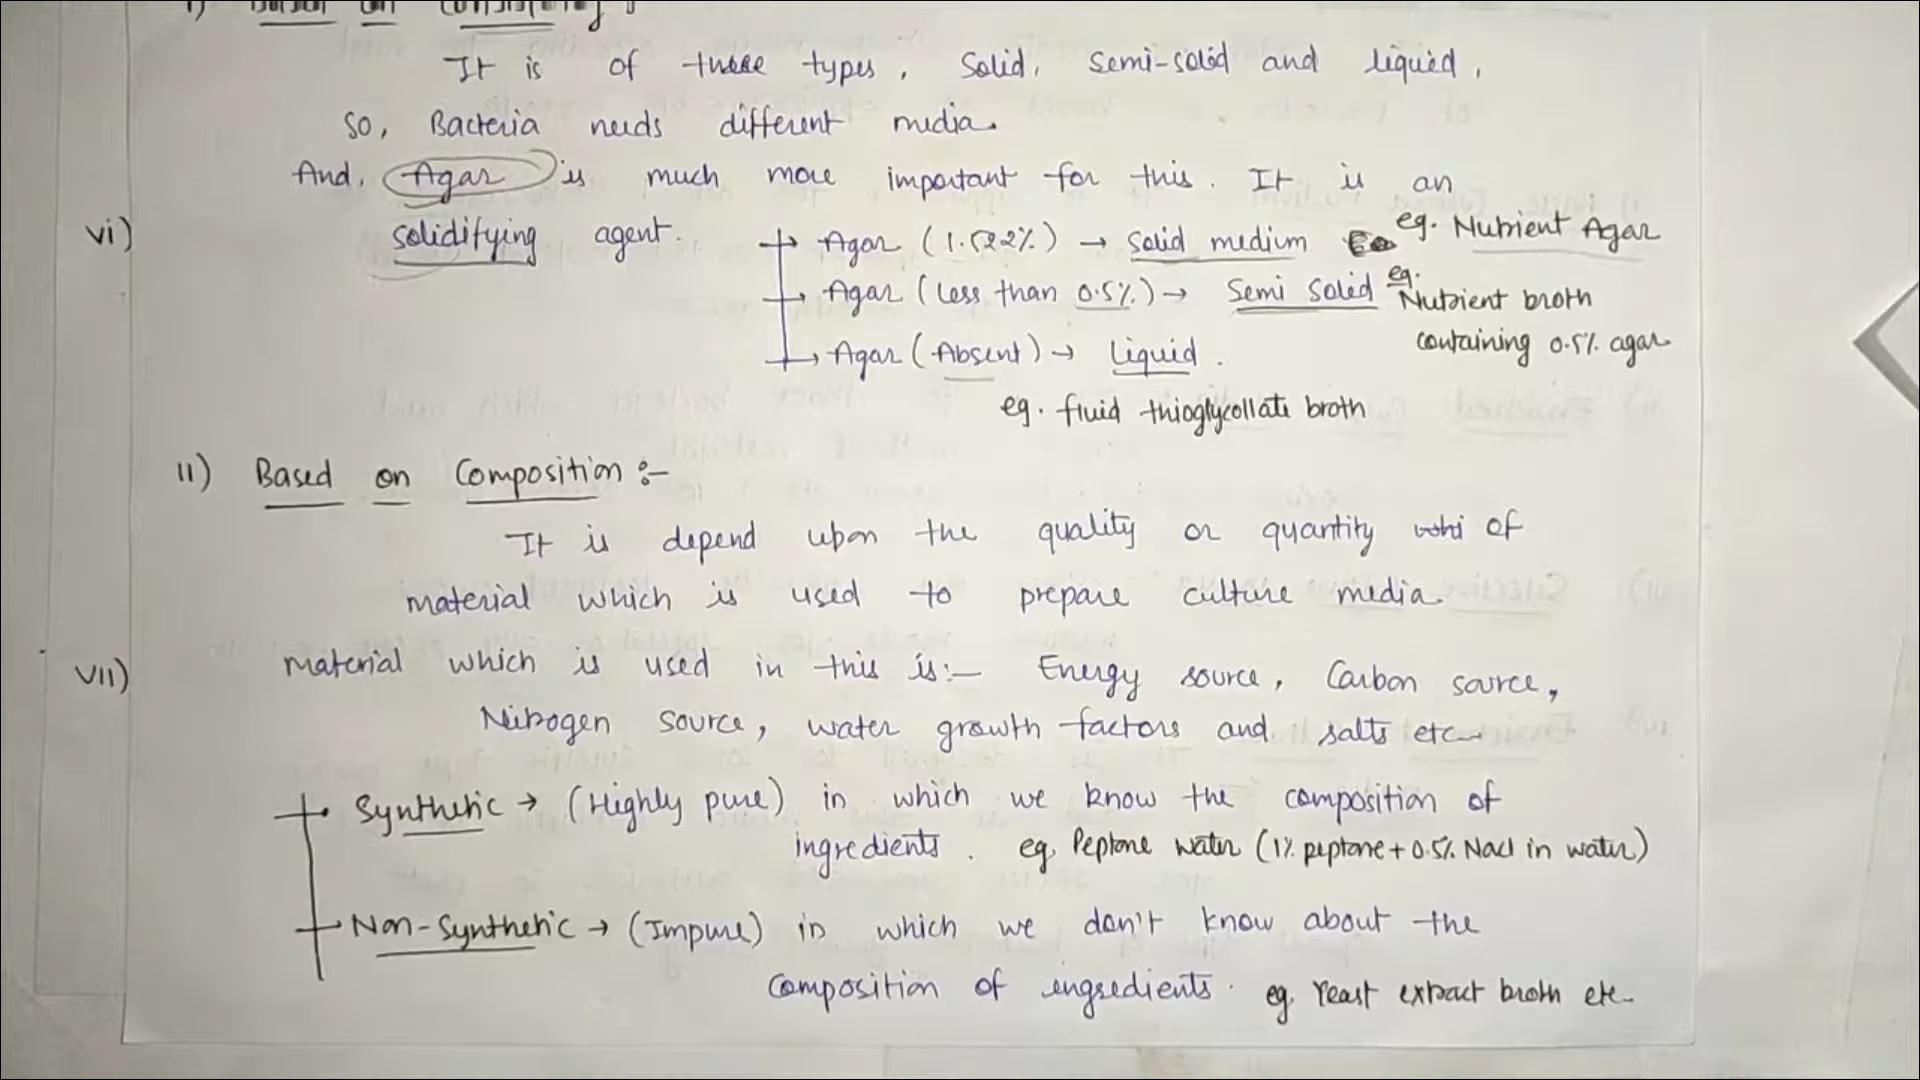 i) Based on Consistency :
It is of these types, Solid, Semi-solid and liquid,
So, Bacteria needs different media.
And, Agar is much more important for this. It is an
vi) solidifying agent.
Agar (1.522%) → Solid medium eg. Nutrient Agar
Agar (Less than 0.5%) → Semi Solid eg. Nutrient broth
containing 0.5% agar
Agar (Absent) → Liquid.
eg. fluid thioglycollate broth
II) Based on Composition :-
It is depend upon the quality or quantity of
material which is used to prepare culture media.
VII) Material which is used in this is:- Energy source, Carbon source,
Nitrogen source, water growth factors and salts etc
Synthetic → (Highly pure) in which we know the composition of
ingredients. eg. Peptone water (1% peptone + 0.5% Nacl in water)
Non-Synthetic → (Impure) in which we don't know about the
Composition of ingredients. eg. Yeast extract broth etc